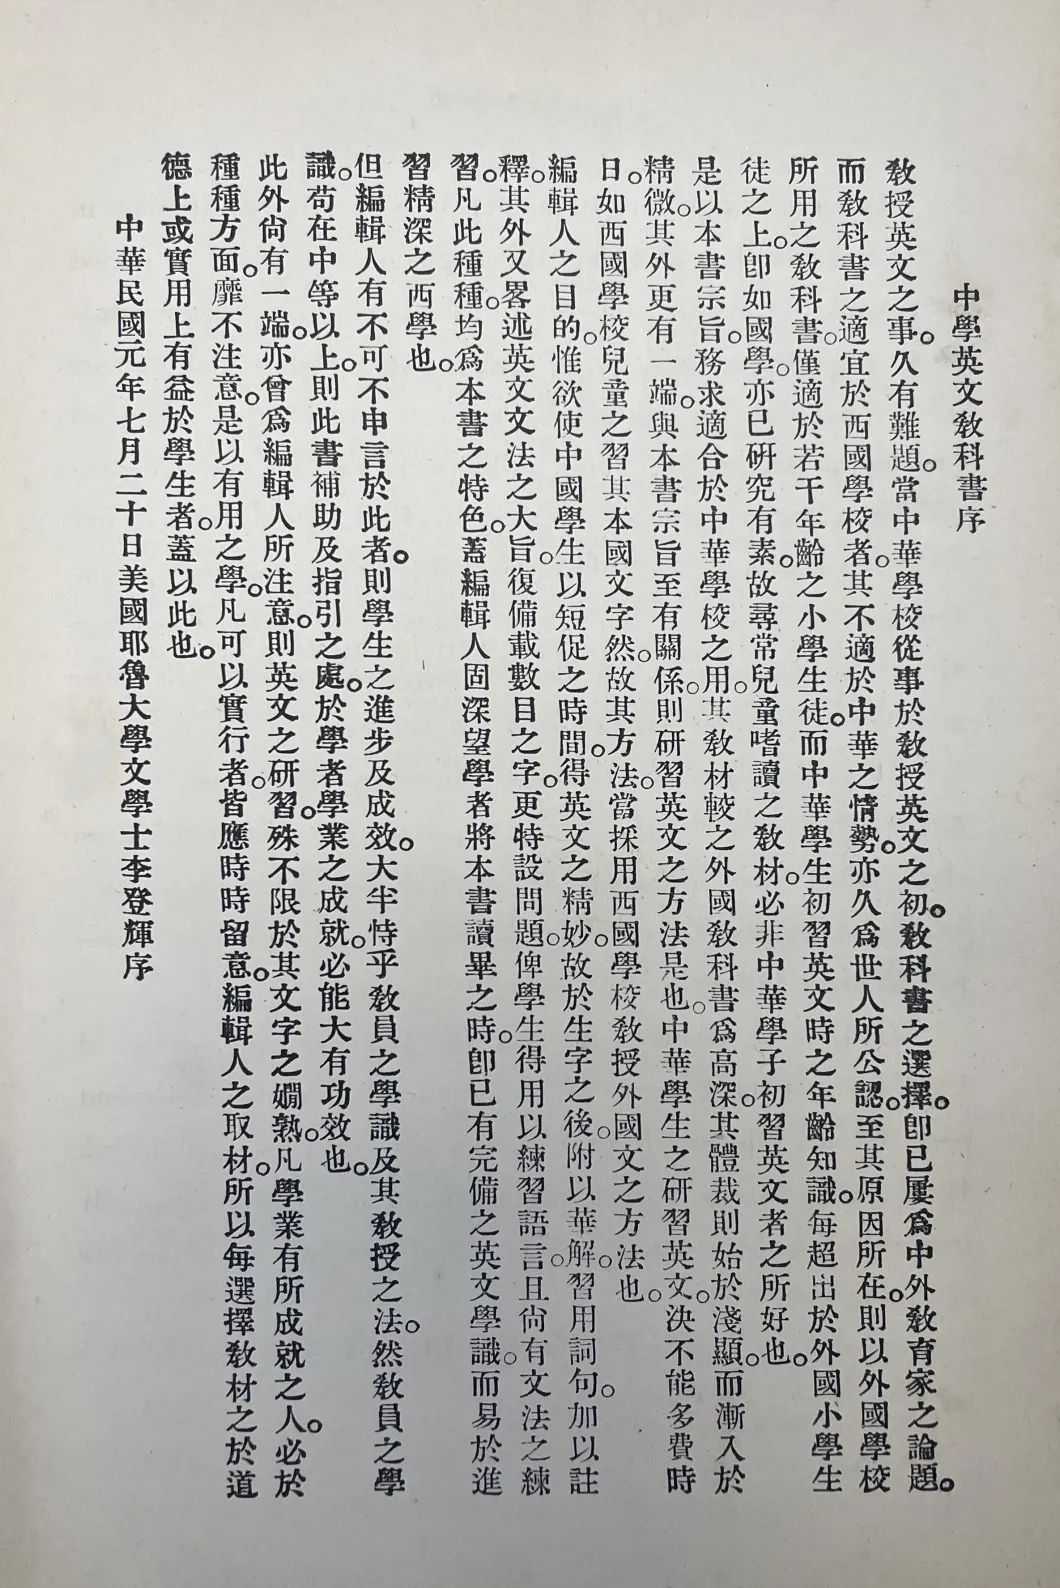 中學英文敎科書序
敎授英文之事。久有難題。當中華學校從事於敎授英文之初。敎科書之選擇。卽已屢爲中外敎育家之論題。
而敎科書之適宜於西國學校者。其不適於中華之情勢。亦久爲世人所公認。至其原因所在。則以外國學校
所用之敎科書。僅適於若干年齡之小學生徒。而中華學生初習英文時之年齡知識。每超出於外國小學生
徒之上。卽如國學。亦已研究有素。故尋常兒童嗜讀之敎材。必非中華學子初習英文者之所好也。
是以本書宗旨。務求適合於中華學校之用。其敎材較之外國敎科書爲高深。其體裁則始於淺顯。而漸入於
精微。其外更有一端。與本書宗旨至有關係。則研習英文之方法是也。中華學生之研習英文。決不能多費時
日。如西國學校兒童之習其本國文字然。故其方法。當採用西國學校敎授外國文之方法也。
編輯人之目的。惟欲使中國學生以短促之時間。得英文之精妙。故於生字之後。附以華解。習用詞句。加以註
釋。其外又畧述英文文法之大旨。復備載數目之字。更特設問題。俾學生得用以練習語言。且尙有文法之練
習。凡此種種。均爲本書之特色。蓋編輯人固深望學者將本書讀畢之時。卽已有完備之英文學識。而易於進
習精深之西學也。
但編輯人有不可不申言於此者。則學生之進步及成效。大半恃乎敎員之學識及其敎授之法。然敎員之學
識。苟在中等以上。則此書補助及指引之處。於學者學業之成就。必能大有功效也。
此外尙有一端。亦曾爲編輯人所注意。則英文之研習。殊不限於其文字之嫺熟。凡學業有所成就之人。必於
種種方面。靡不注意。是以有用之學。凡可以實行者。皆應時時留意。編輯人之取材。所以每選擇敎材之於道
德上或實用上有益於學生者。蓋以此也。
中華民國元年七月二十日美國耶魯大學文學士李登輝序